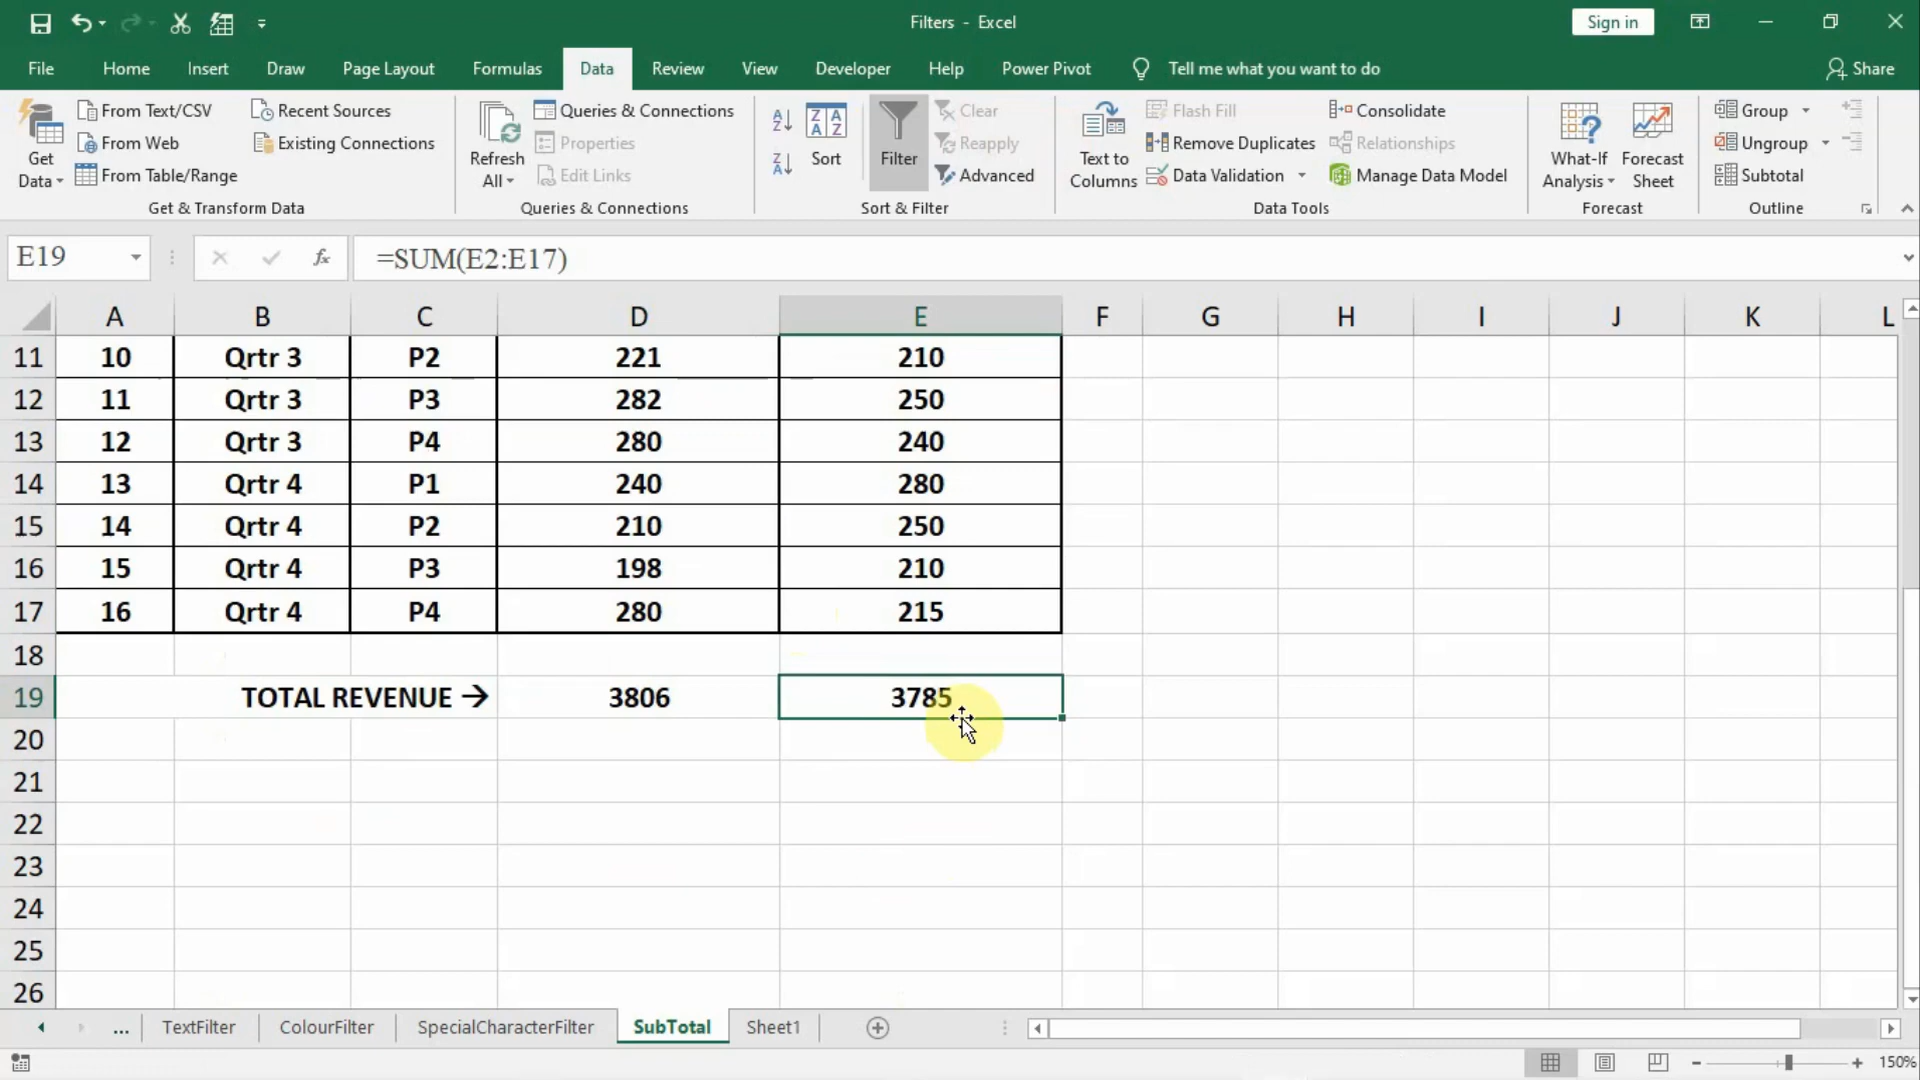 Filters - Excel
Sign in
File Home Insert Draw Page Layout Formulas Data Review View Developer Help Power Pivot Tell me what you want to do Share
Get Data
From Text/CSV
From Web
From Table/Range
Recent Sources
Existing Connections
Get & Transform Data
Refresh All
Queries & Connections
Properties
Edit Links
Queries & Connections
Sort
Filter
Clear
Reapply
Advanced
Sort & Filter
Text to Columns
Flash Fill
Remove Duplicates
Data Validation
Consolidate
Relationships
Manage Data Model
Data Tools
What-If Analysis
Forecast Sheet
Forecast
Group
Ungroup
Subtotal
Outline
E19 fx =SUM(E2:E17)
A B C D E F G H I J K L
11 10 Qrtr 3 P2 221 210
12 11 Qrtr 3 P3 282 250
13 12 Qrtr 3 P4 280 240
14 13 Qrtr 4 P1 240 280
15 14 Qrtr 4 P2 210 250
16 15 Qrtr 4 P3 198 210
17 16 Qrtr 4 P4 280 215
18
19 TOTAL REVENUE → 3806 3785
20
21
22
23
24
25
26
... TextFilter ColourFilter SpecialCharacterFilter SubTotal Sheet1
150%